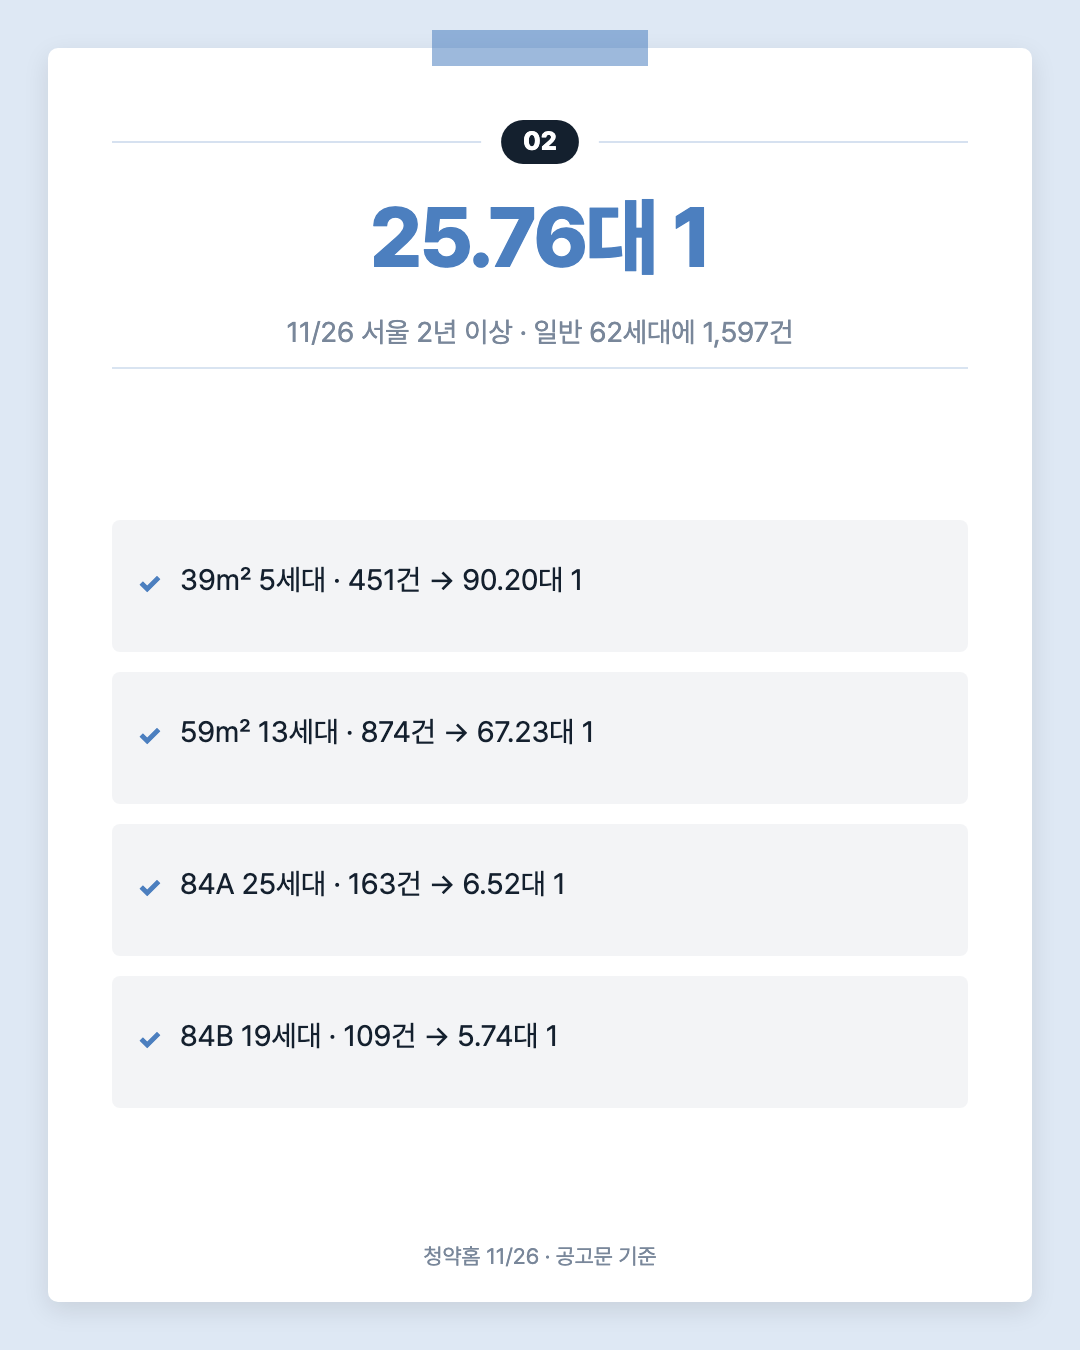 02
25.76대 1
11/26 서울 2년 이상 · 일반 62세대에 1,597건
39m² 5세대 · 451건 → 90.20대 1
59m² 13세대 · 874건 → 67.23대 1
84A 25세대 · 163건 → 6.52대 1
84B 19세대 · 109건 → 5.74대 1
청약홈 11/26 · 공고문 기준